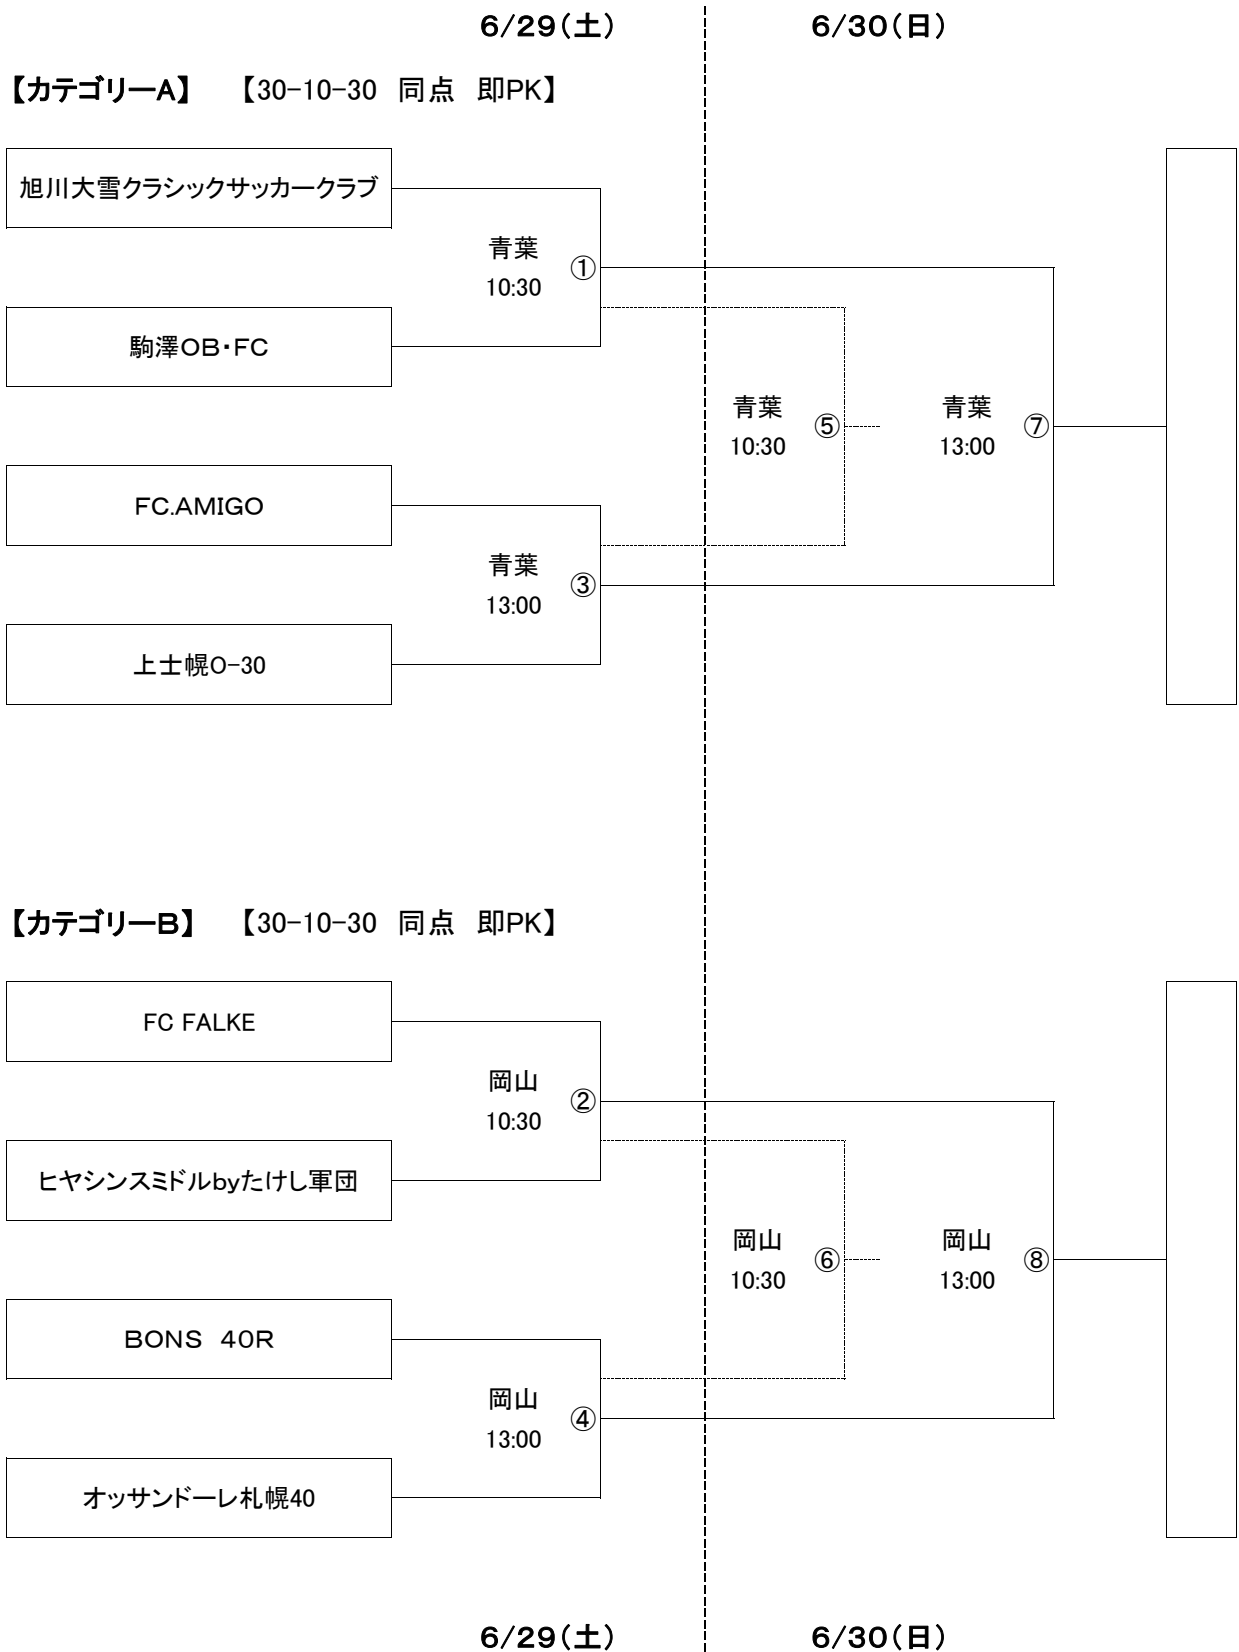 6/29(土) 6/30(日)
【カテゴリーA】 【30-10-30 同点 即PK】
旭川大雪クラシックサッカークラブ
青葉
10:30
①
駒澤OB・FC
青葉
10:30
⑤
青葉
13:00
⑦
FC.AMIGO
青葉
13:00
③
上士幌O-30
【カテゴリーB】 【30-10-30 同点 即PK】
FC FALKE
岡山
10:30
②
ヒヤシンスミドルbyたけし軍団
岡山
10:30
⑥
岡山
13:00
⑧
BONS 40R
岡山
13:00
④
オッサンドーレ札幌40
6/29(土) 6/30(日)